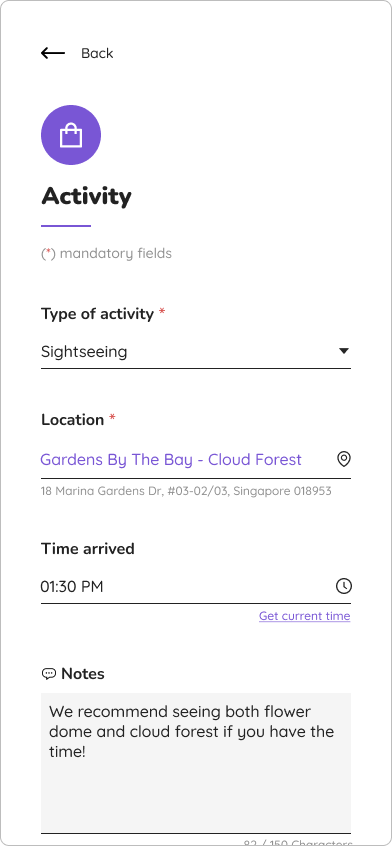 Back
Activity
(*) mandatory fields
Type of activity *
Sightseeing
Location *
Gardens By The Bay - Cloud Forest
18 Marina Gardens Dr, #03-02/03, Singapore 018953
Time arrived
01:30 PM
Get current time
Notes
We recommend seeing both flower
dome and cloud forest if you have the
time!
82 / 150 Characters